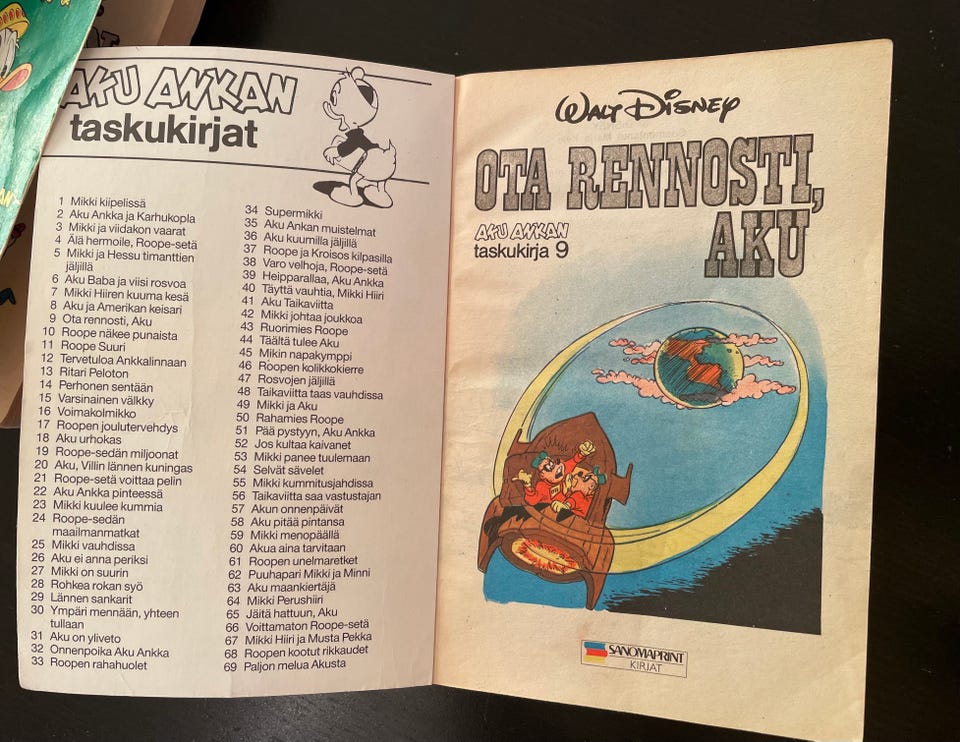 AKU ANKAN
taskukirjat
1 Mikki kiipelissä
2 Aku Ankka ja Karhukopla
3 Mikki ja viidakon vaarat
4 Älä hermoile, Roope-setä
5 Mikki ja Hessu timanttien
jäljillä
6 Aku Baba ja viisi rosvoa
7 Mikki Hiiren kuuma kesä
8 Aku ja Amerikan keisari
9 Ota rennosti, Aku
10 Roope näkee punaista
11 Roope Suuri
12 Tervetuloa Ankkalinnaan
13 Ritari Peloton
14 Perhonen sentään
15 Varsinainen välkky
16 Voimakolmikko
17 Roopen joulutervehdys
18 Aku urhokas
19 Roope-sedän miljoonat
20 Aku, Villin lännen kuningas
21 Roope-setä voittaa pelin
22 Aku Ankka pinteessä
23 Mikki kuulee kummia
24 Roope-sedän
maailmanmatkat
25 Mikki vauhdissa
26 Aku ei anna periksi
27 Mikki on suurin
28 Rohkea rokan syö
29 Lännen sankarit
30 Ympäri mennään, yhteen
tullaan
31 Aku on yliveto
32 Onnenpoika Aku Ankka
33 Roopen rahahuolet
34 Supermikki
35 Aku Ankan muistelmat
36 Aku kuumilla jäljillä
37 Roope ja Kroisos kilpasilla
38 Varo velhoja, Roope-setä
39 Heipparallaa, Aku Ankka
40 Täyttä vauhtia, Mikki Hiiri
41 Aku Taikaviitta
42 Mikki johtaa joukkoa
43 Ruorimies Roope
44 Täältä tulee Aku
45 Mikin napakymppi
46 Roopen kolikkokierre
47 Rosvojen jäljillä
48 Taikaviitta taas vauhdissa
49 Mikki ja Aku
50 Rahamies Roope
51 Pää pystyyn, Aku Ankka
52 Jos kultaa kaivanet
53 Mikki panee tuulemaan
54 Selvät sävelet
55 Mikki kummitusjahdissa
56 Taikaviitta saa vastustajan
57 Akun onnenpäivät
58 Aku pitää pintansa
59 Mikki menopäällä
60 Akua aina tarvitaan
61 Roopen unelmaretket
62 Puuhapari Mikki ja Minni
63 Aku maankiertäjä
64 Mikki Perushiiri
65 Jäitä hattuun, Aku
66 Voittamaton Roope-setä
67 Mikki Hiiri ja Musta Pekka
68 Roopen kootut rikkaudet
69 Paljon melua Akusta
WALT DISNEY
OTA RENNOSTI,
AKU
AKU ANKAN
taskukirja 9
SANOMAPRINT
KIRJAT